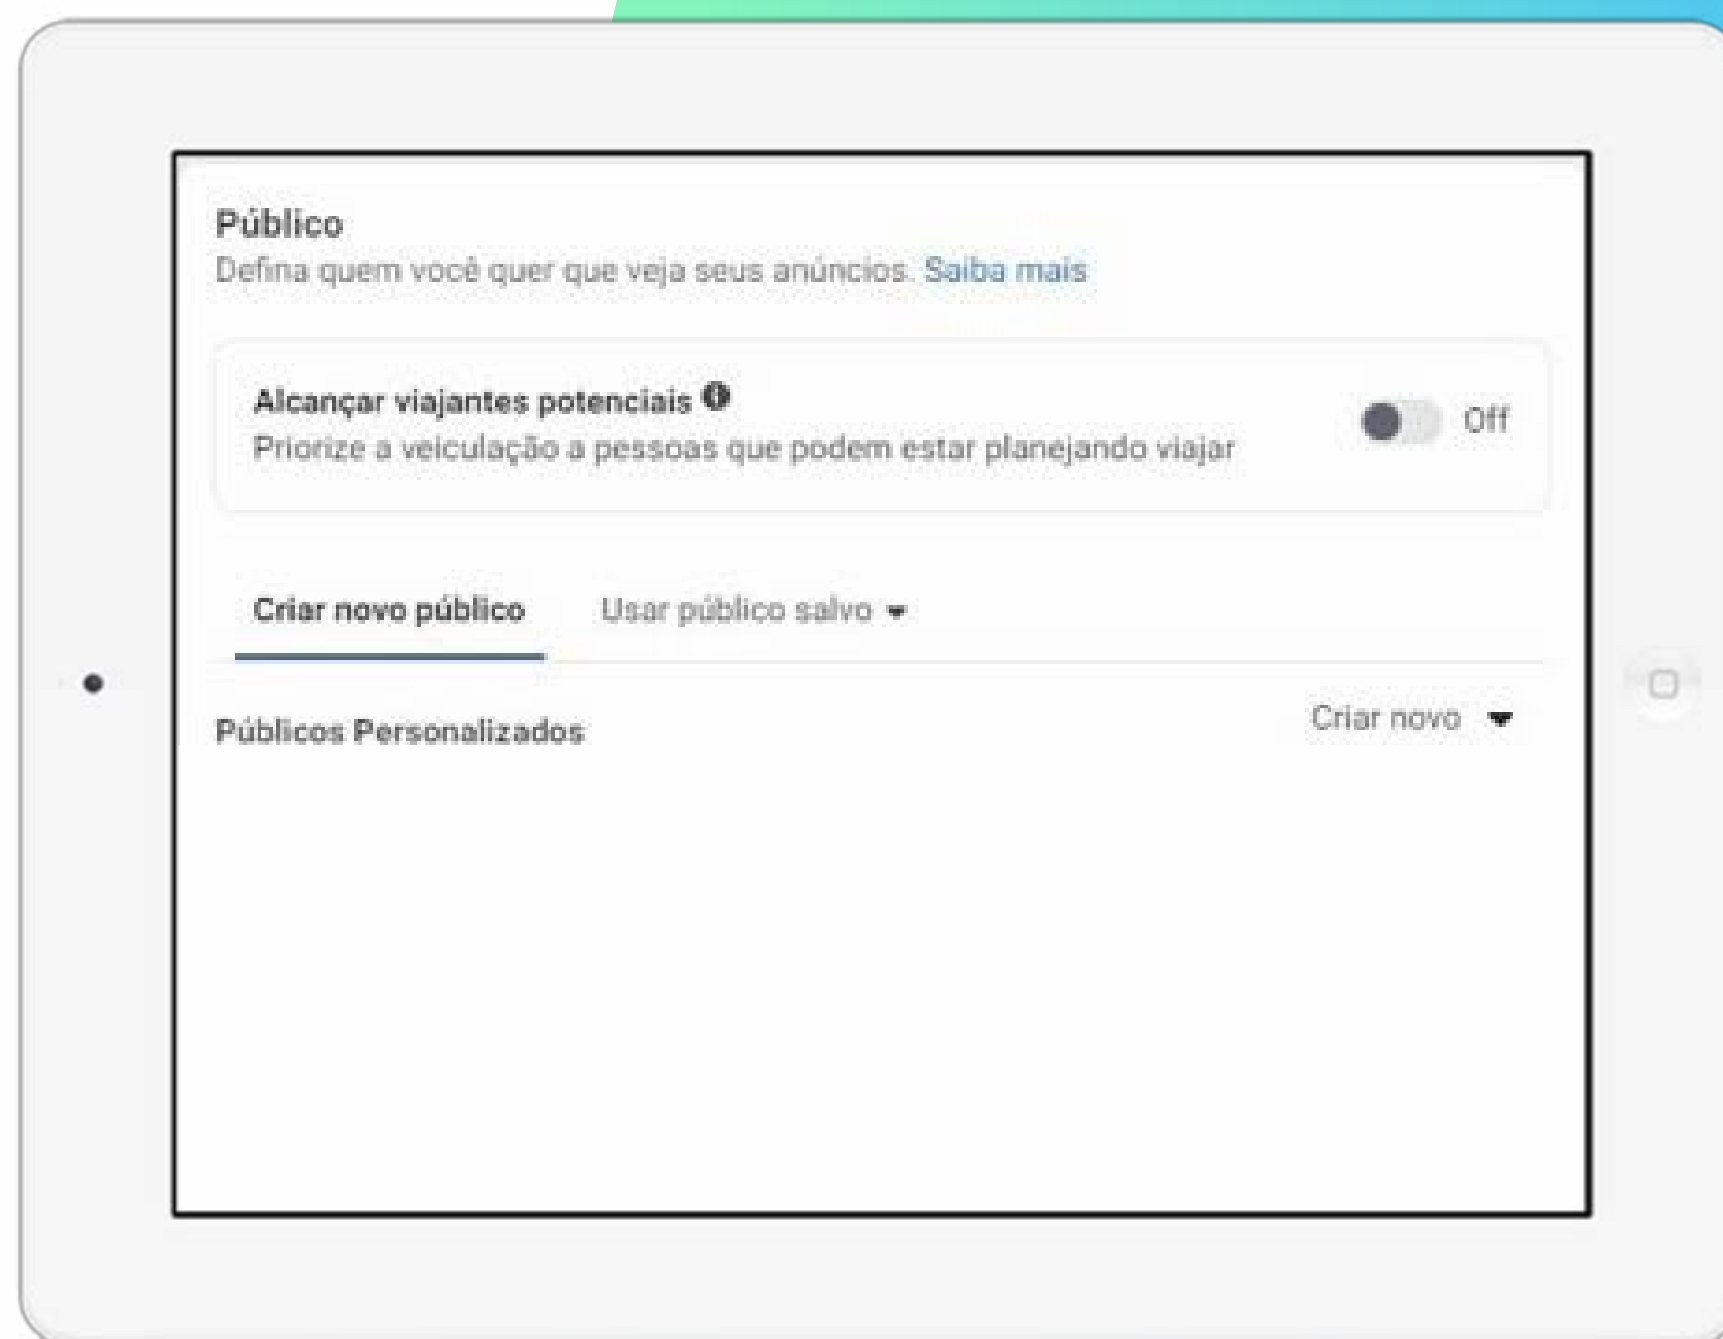 Público
Defina quem você quer que veja seus anúncios. Saiba mais
Alcançar viajantes potenciais
Priorize a veiculação a pessoas que podem estar planejando viajar
Off
Criar novo público Usar público salvo
Públicos Personalizados
Criar novo